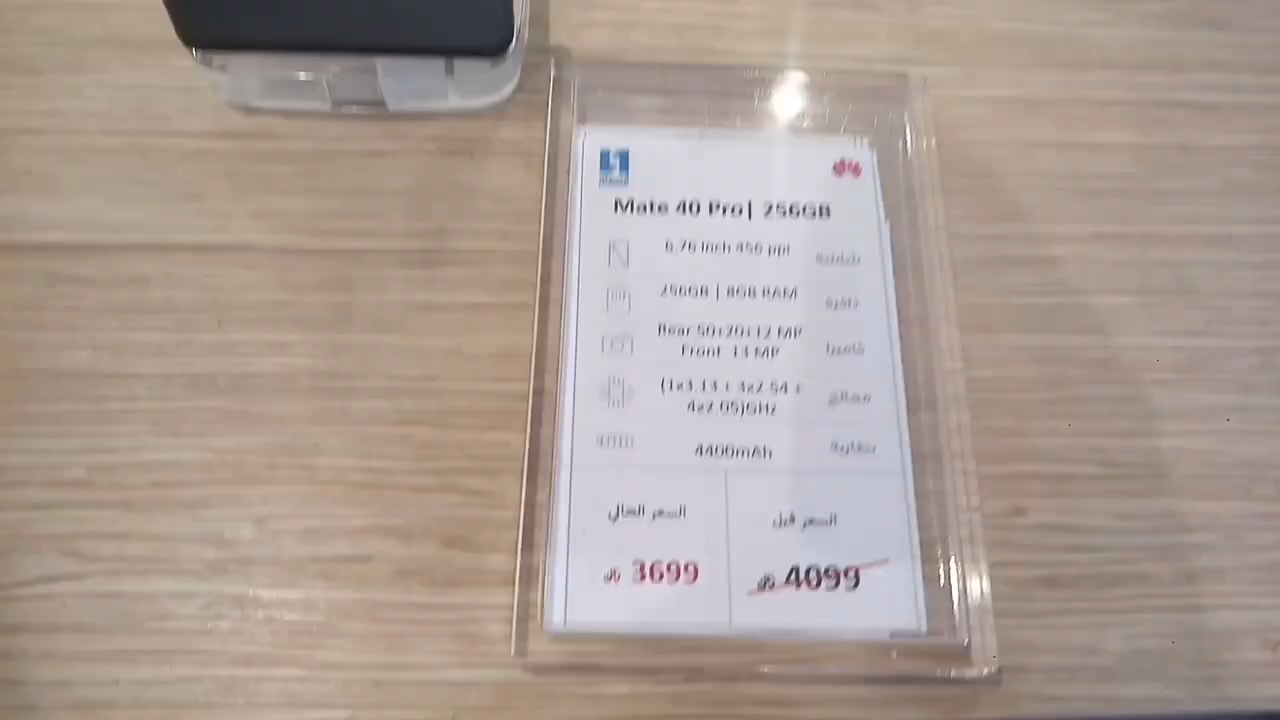 Mate 40 Pro| 256GB
6.76 Inch 456 ppi شاشة
256GB | 8GB RAM ذاكرة
Rear 50+20+12 MP
Front 13 MP كاميرا
(1x3.13 + 3x2.54 +
4x2.05)GHz معالج
4400mAh بطارية
السعر قبل السعر الحالي
4099 3699